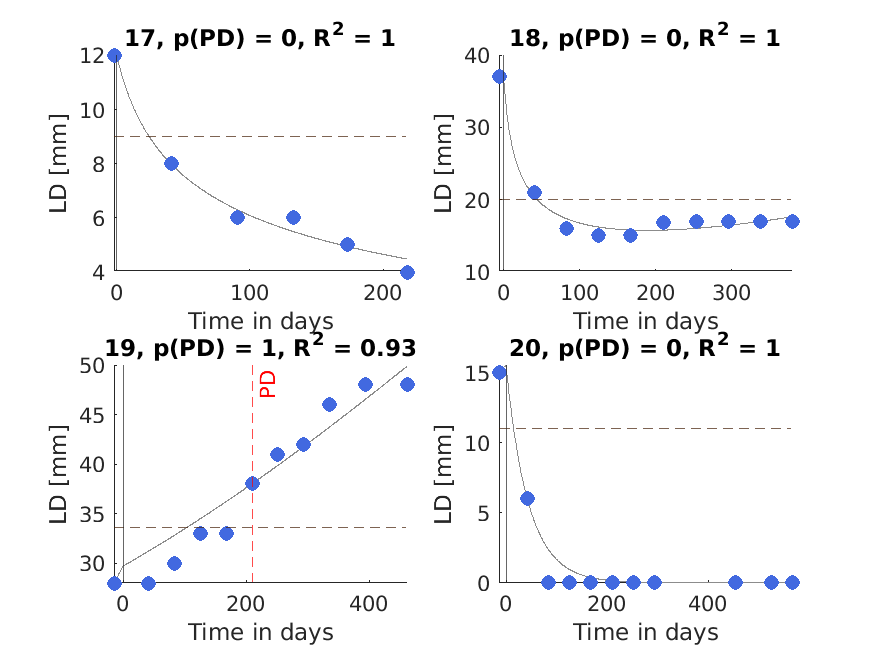 17, p(PD) = 0, R² = 1
12
10
8
6
4
LD [mm]
0
100
200
Time in days
18, p(PD) = 0, R² = 1
40
30
20
10
LD [mm]
0
100
200
300
Time in days
19, p(PD) = 1, R² = 0.93
50
45
40
35
30
LD [mm]
PD
0
200
400
Time in days
20, p(PD) = 0, R² = 1
15
10
5
0
LD [mm]
0
200
400
Time in days